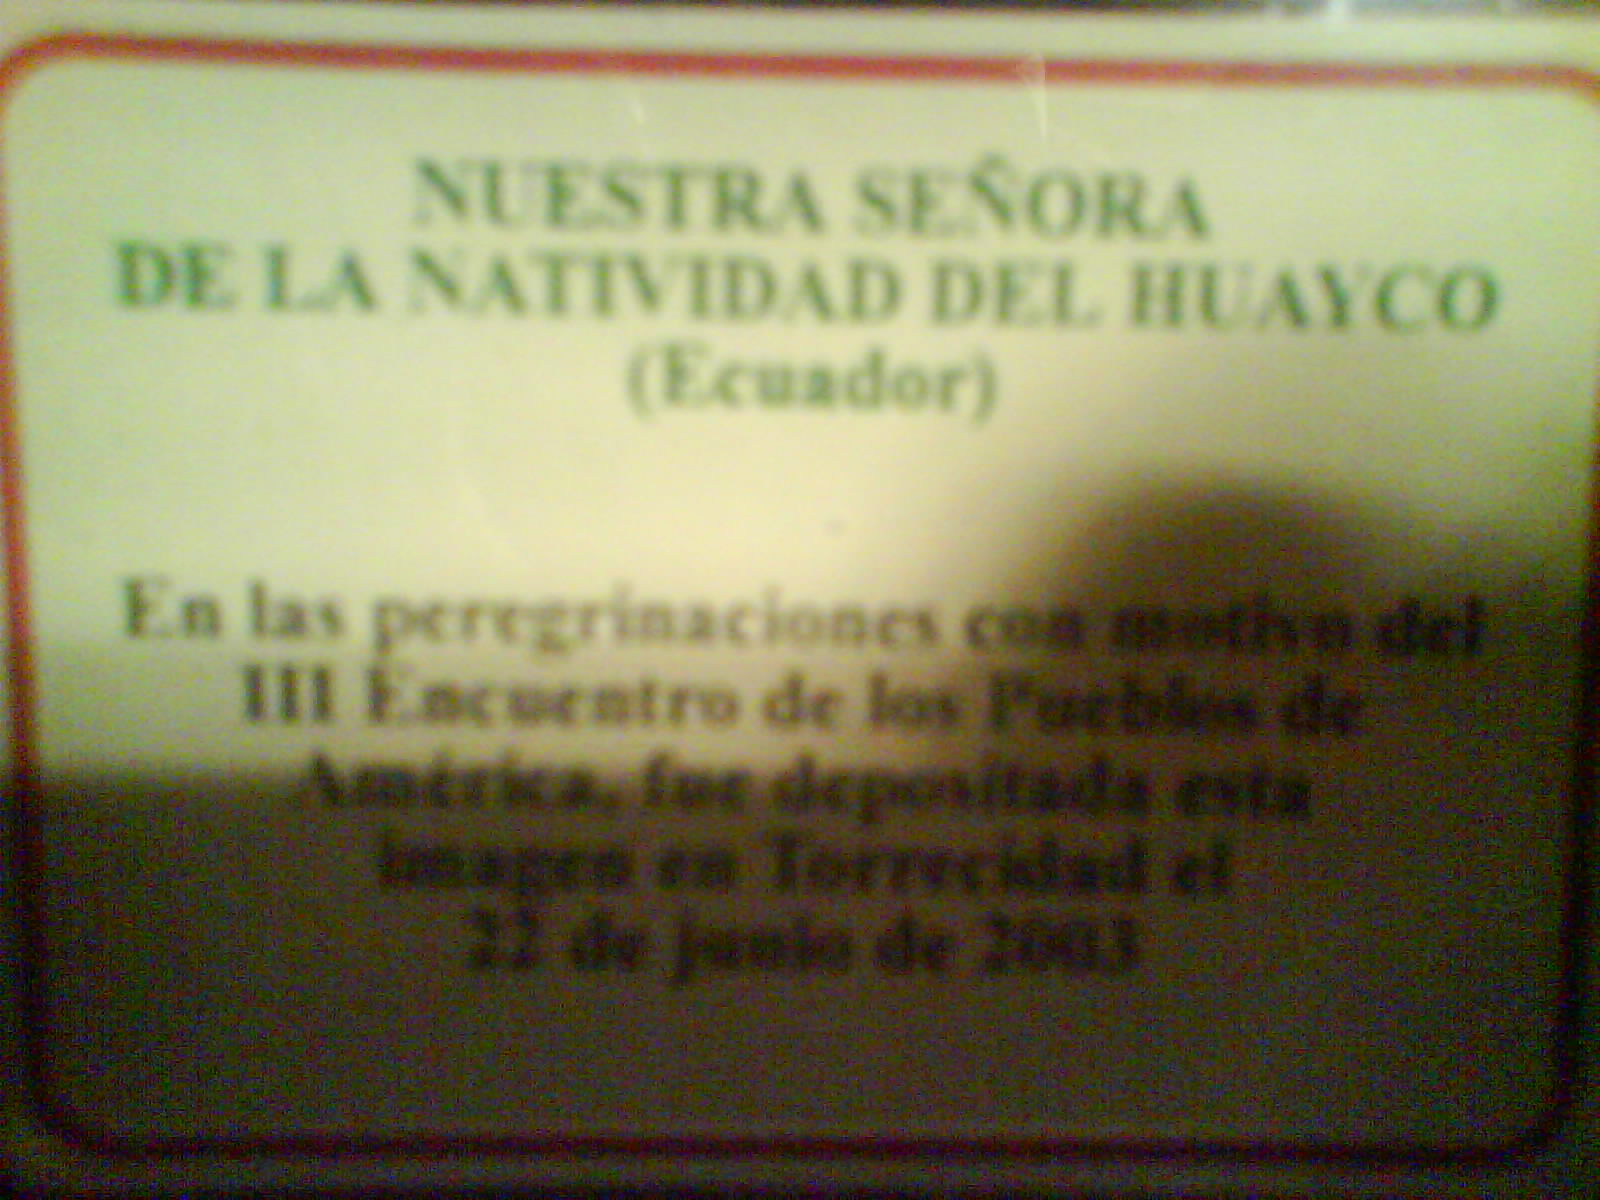 NUESTRA SEÑORA
DE LA NATIVIDAD DEL HUAYCO
(Ecuador)
En las peregrinaciones con motivo del
III Encuentro de los Pueblos de
América, fue depositada esta
imagen en Torreciudad el
22 de junio de 2003